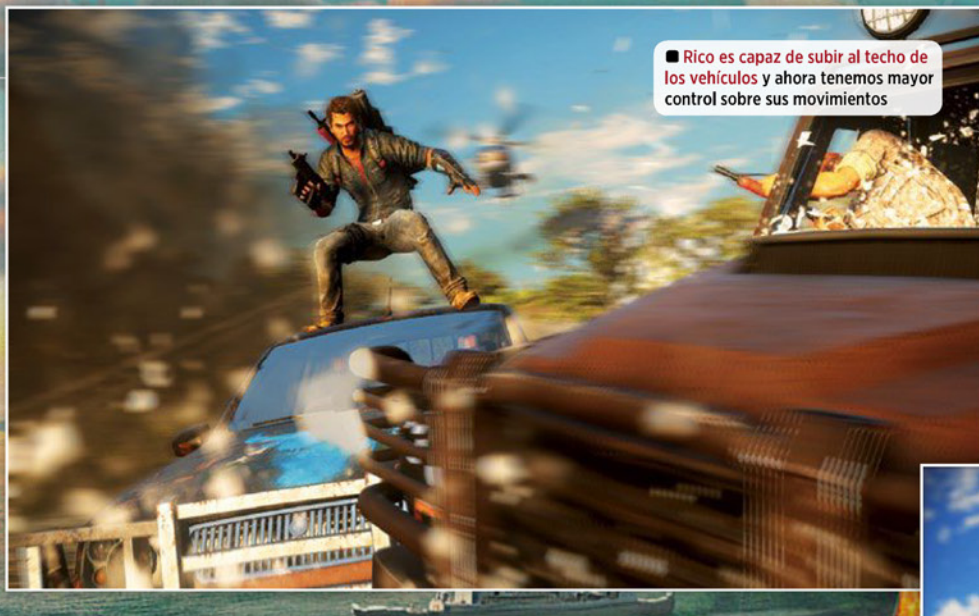 ■ Rico es capaz de subir al techo de
los vehículos y ahora tenemos mayor
control sobre sus movimientos